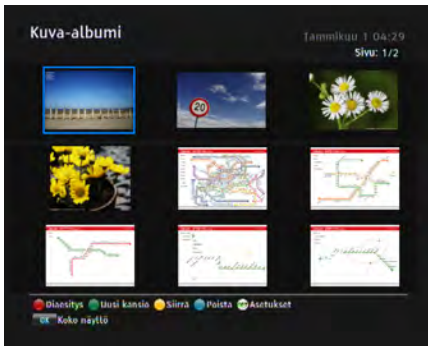 Kuva-albumi
Tammikuu 1 04:29
Sivu: 1/2
20
Diaesitys Uusi kansio Siirrä Poista Asetukset
OK Koko näyttö